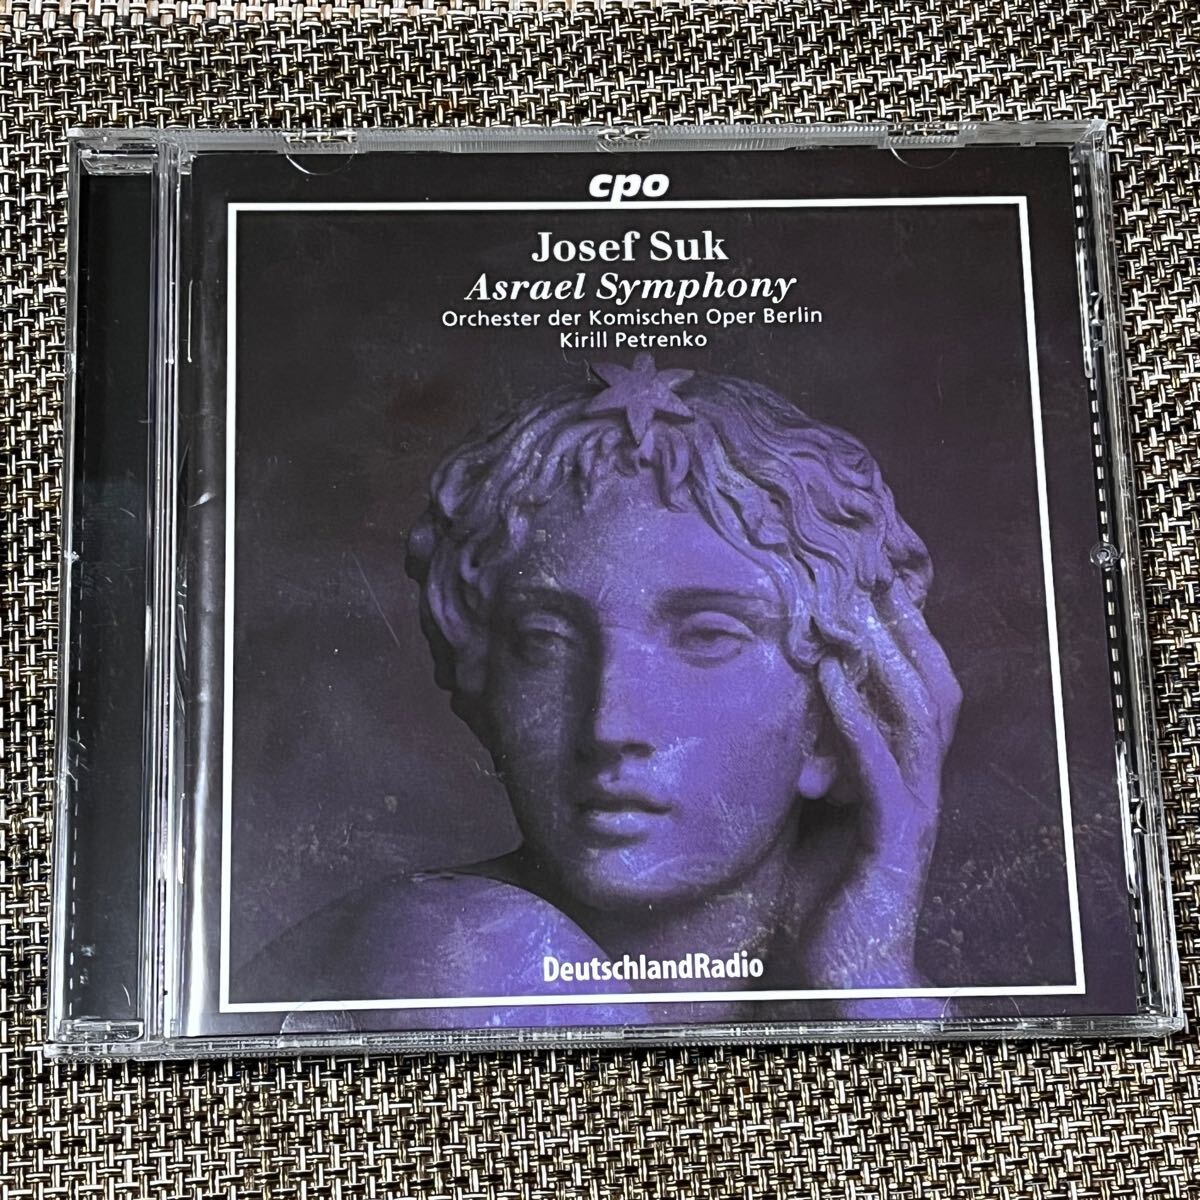 cpo
Josef Suk
Asrael Symphony
Orchester der Komischen Oper Berlin
Kirill Petrenko
DeutschlandRadio